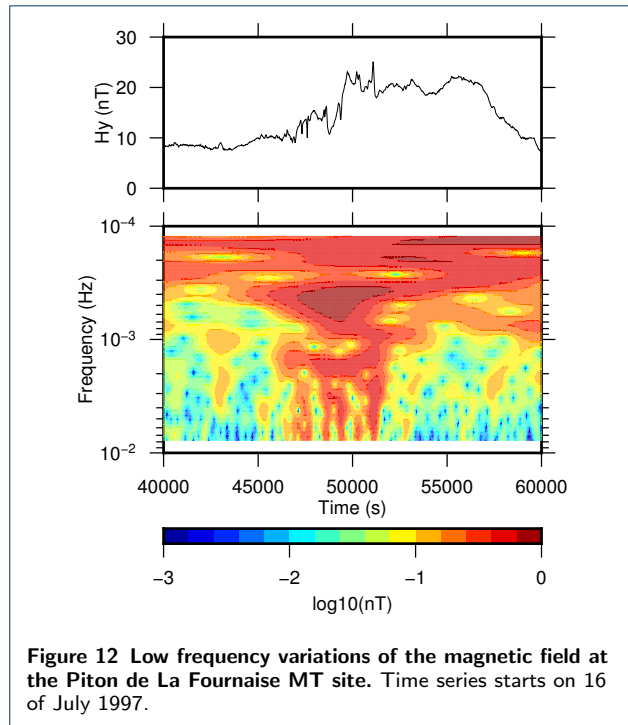 30
20
10
0
Hy (nT)
10⁻⁴
10⁻³
10⁻²
Frequency (Hz)
40000 45000 50000 55000 60000
Time (s)
−3 −2 −1 0
log10(nT)
Figure 12 Low frequency variations of the magnetic field at
the Piton de La Fournaise MT site. Time series starts on 16
of July 1997.